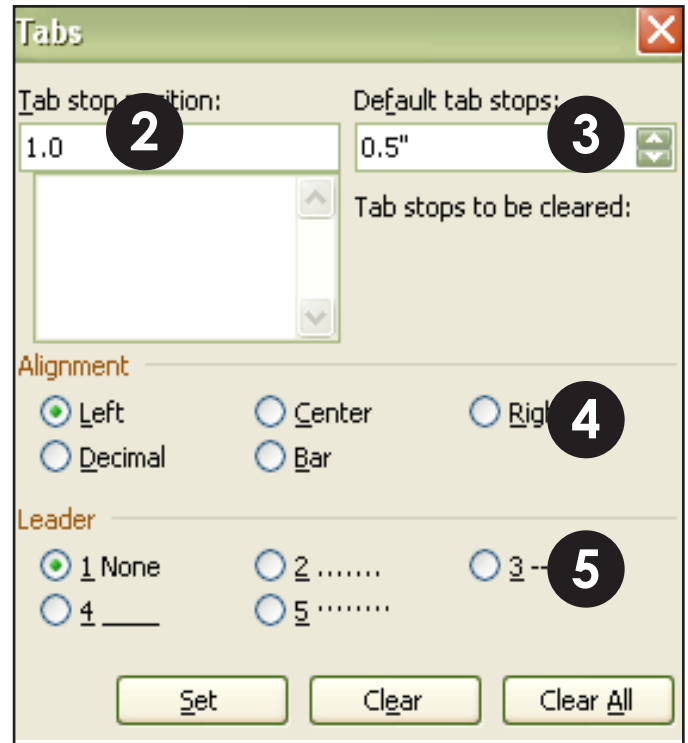 Tabs
Tab stop position: Default tab stops:
2 3
1.0 0.5"
Tab stops to be cleared:
Alignment
Left Center 4
Decimal Bar
Leader
1 None 2 ....... 3 -- 5
4 ____ 5 ........
Set Clear Clear All